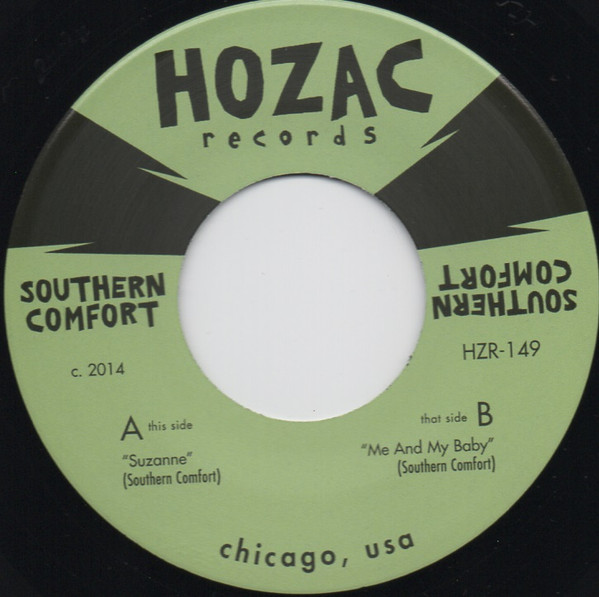 HOZAC
records
SOUTHERN
COMFORT
SOUTHERN
COMFORT
c. 2014
HZR-149
A this side
"Suzanne"
(Southern Comfort)
that side B
"Me And My Baby"
(Southern Comfort)
chicago, usa